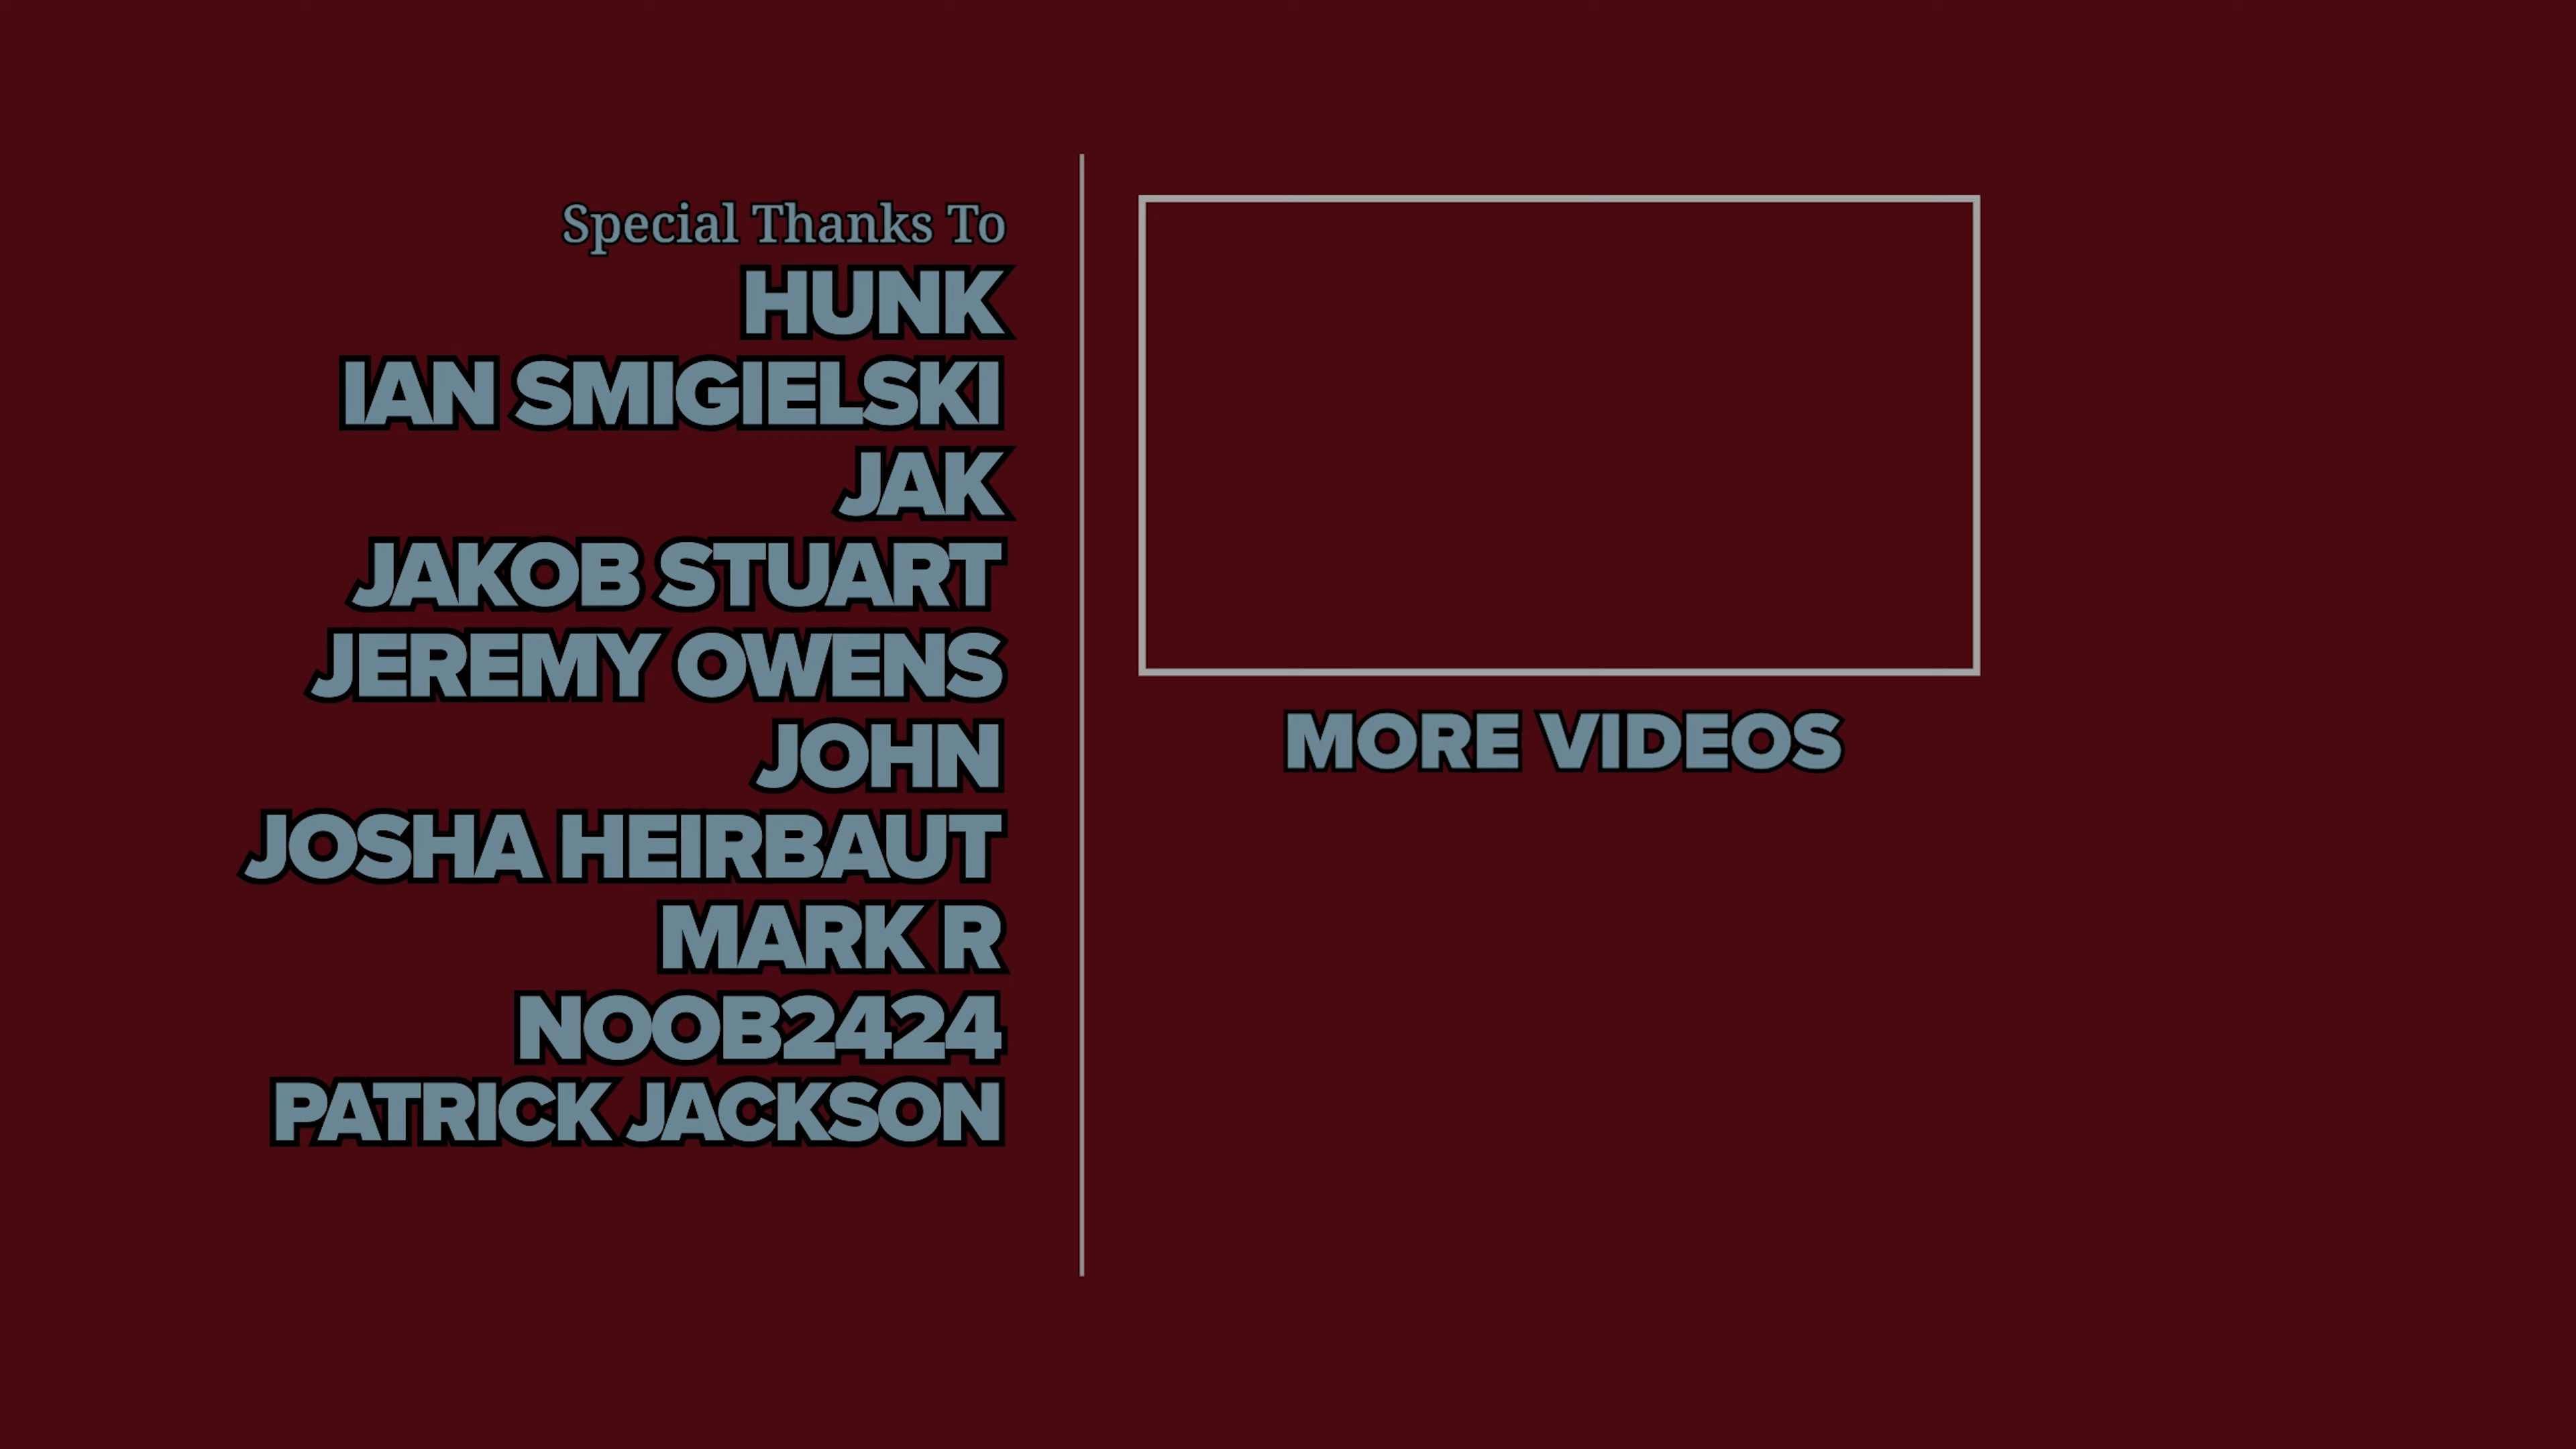 Special Thanks To
HUNK
IAN SMIGIELSKI
JAK
JAKOB STUART
JEREMY OWENS
JOHN
JOSHA HEIRBAUT
MARK R
NOOB2424
PATRICK JACKSON
MORE VIDEOS